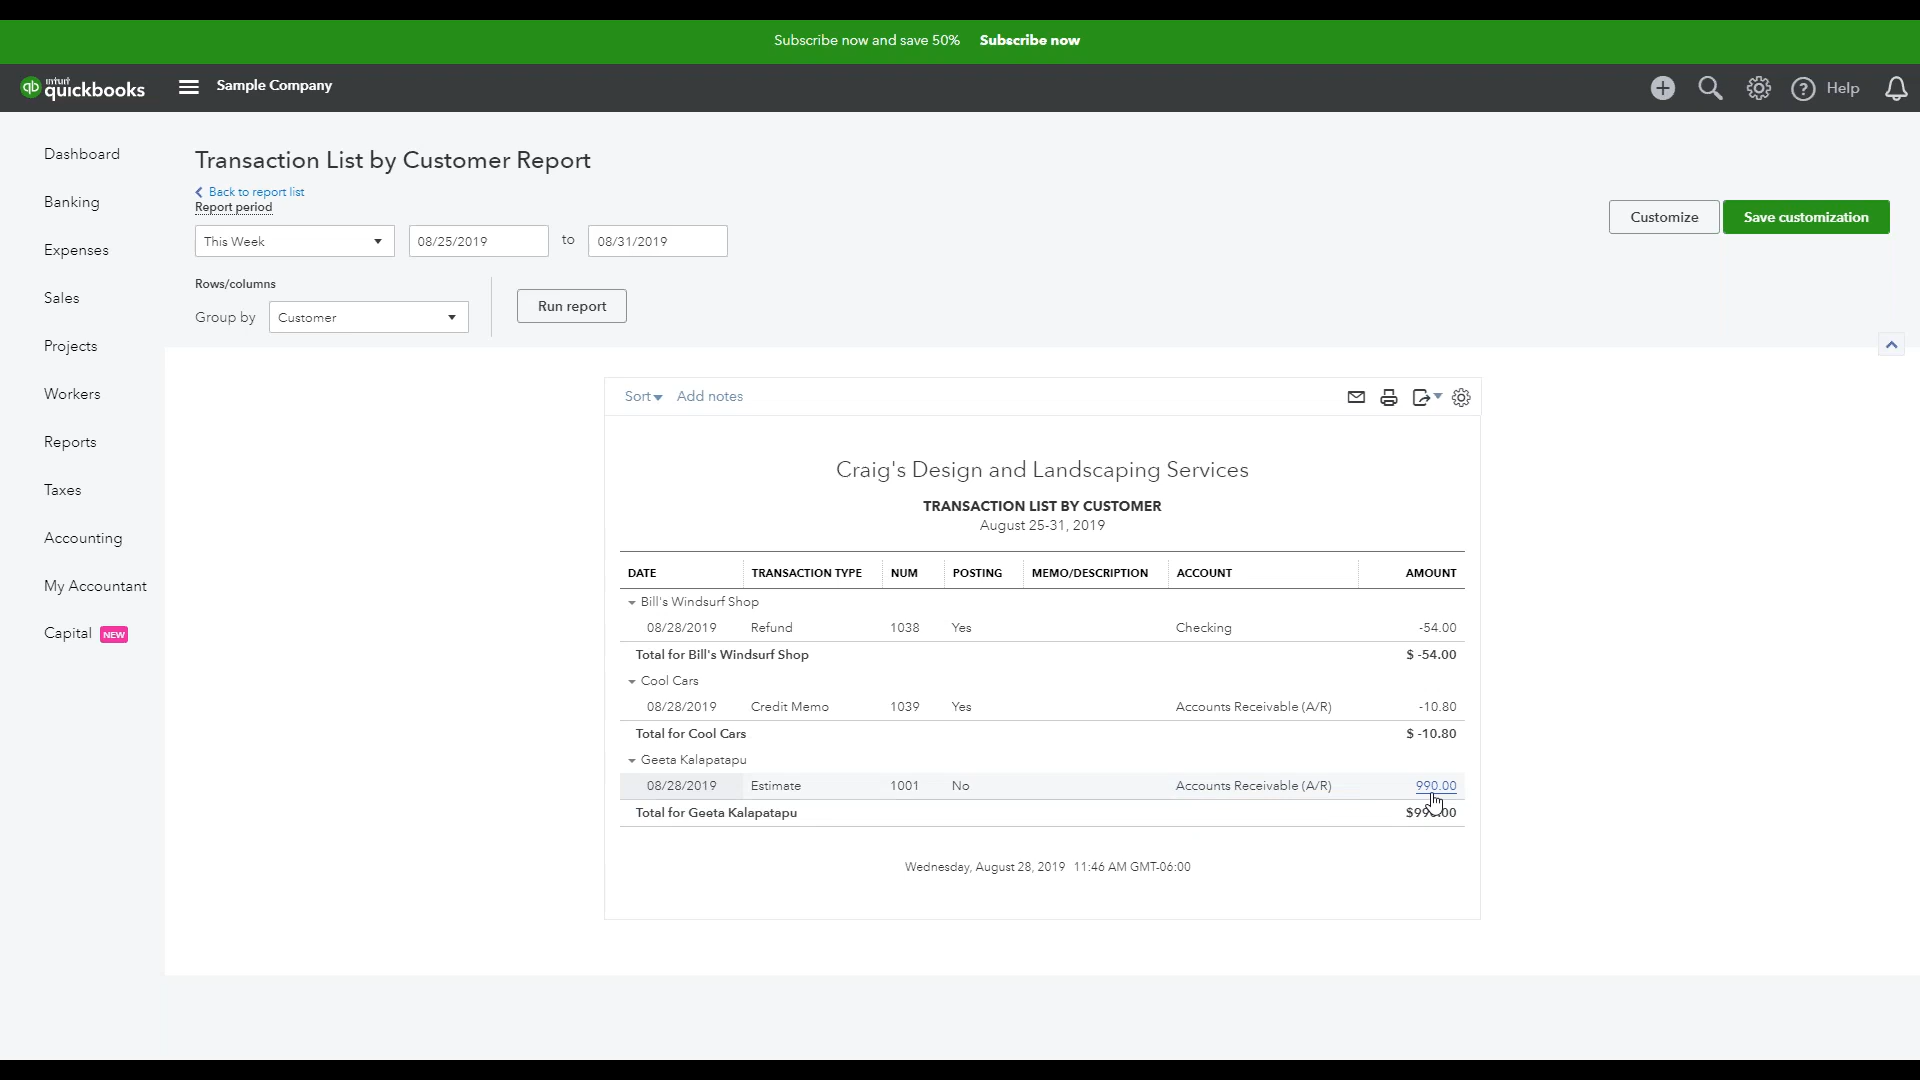 Subscribe now and save 50% Subscribe now
intuit
qb quickbooks Sample Company Help
Dashboard
Banking
Expenses
Sales
Projects
Workers
Reports
Taxes
Accounting
My Accountant
Capital NEW
Transaction List by Customer Report
Back to report list
Report period
This Week 08/25/2019 to 08/31/2019
Customize Save customization
Rows/columns
Group by Customer Run report
Sort Add notes
Craig's Design and Landscaping Services
TRANSACTION LIST BY CUSTOMER
August 25-31, 2019
DATE TRANSACTION TYPE NUM POSTING MEMO/DESCRIPTION ACCOUNT AMOUNT
Bill's Windsurf Shop
08/28/2019 Refund 1038 Yes Checking -54.00
Total for Bill's Windsurf Shop $ -54.00
Cool Cars
08/28/2019 Credit Memo 1039 Yes Accounts Receivable (A/R) -10.80
Total for Cool Cars $ -10.80
Geeta Kalapatapu
08/28/2019 Estimate 1001 No Accounts Receivable (A/R) 990.00
Total for Geeta Kalapatapu $990.00
Wednesday, August 28, 2019 11:46 AM GMT-06:00